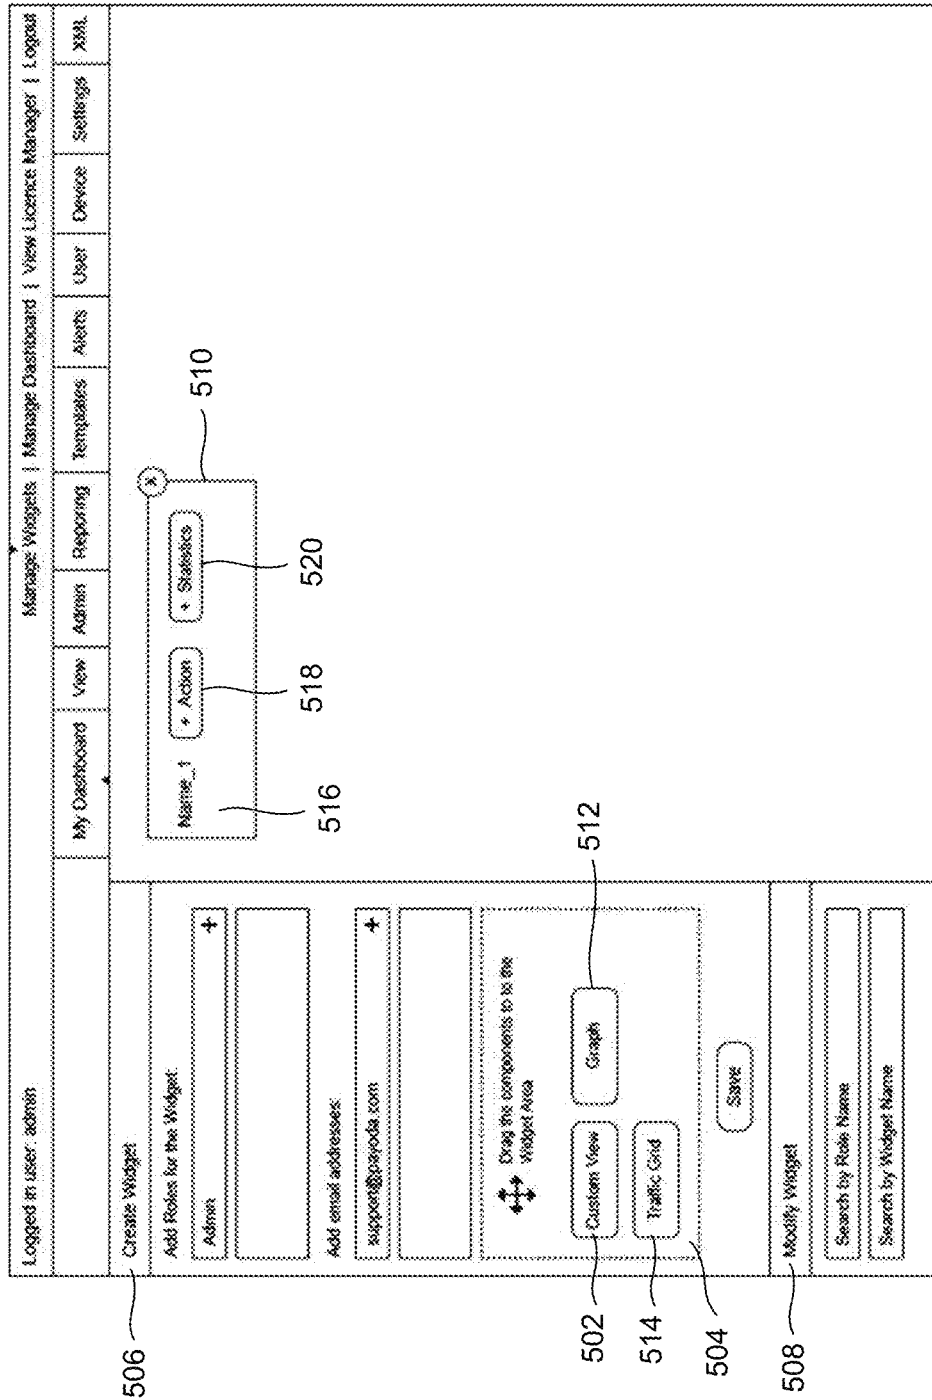 Logged in user: admin
Manage Widgets | Manage Dashboard | View Licence Manager | Logout
My Dashboard View Admin Reporing Templates Alerts User Device Settings XML
506
Create Widget
Add Roles for the Widget:
Admin +
Add email addresses:
support@payoda.com +
Drag the components to to the
Widget Area
502
Custom View
Graph
512
514
Traffic Grid
504
Save
508
Modify Widget
Search by Role Name
Search by Widget Name
Name_1
+ Action
+ Statistics
x
510
516
518
520